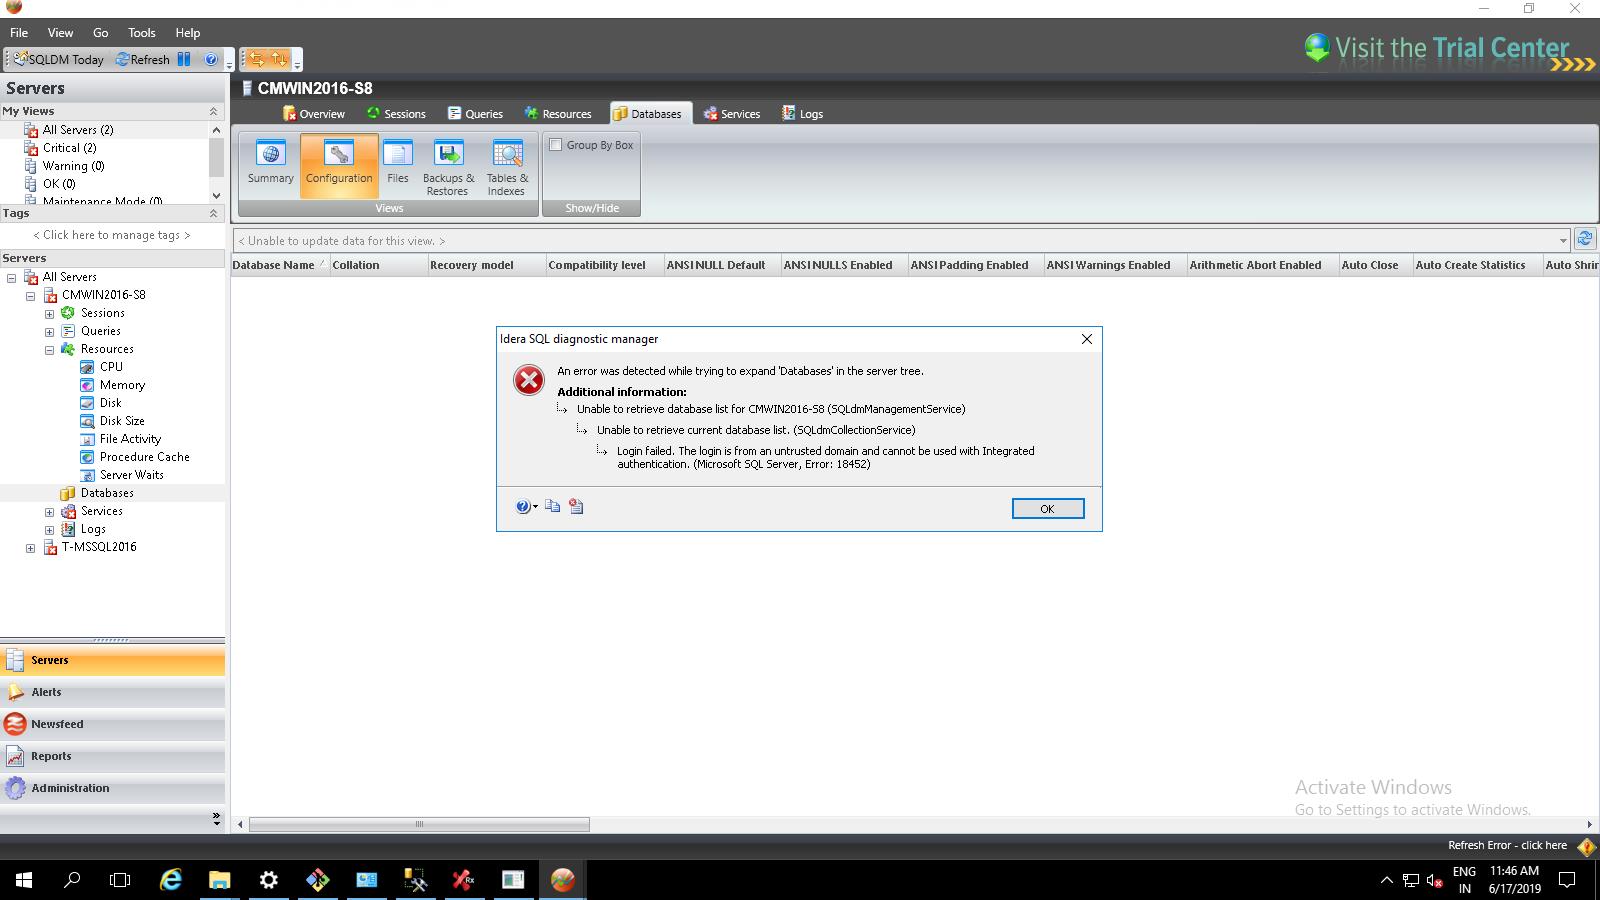 File View Go Tools Help
Visit the Trial Center
SQLDM Today Refresh
Servers
CMWIN2016-S8
My Views
Overview Sessions Queries Resources Databases Services Logs
All Servers (2)
Critical (2)
Warning (0)
OK (0)
Maintenance Mode (0)
Group By Box
Summary Configuration Files Backups & Restores Tables & Indexes
Views Show/Hide
Tags
< Click here to manage tags >
< Unable to update data for this view. >
Servers
Database Name Collation Recovery model Compatibility level ANSI NULL Default ANSI NULLS Enabled ANSI Padding Enabled ANSI Warnings Enabled Arithmetic Abort Enabled Auto Close Auto Create Statistics Auto Shrin
All Servers
CMWIN2016-S8
Sessions
Queries
Resources
CPU
Memory
Disk
Disk Size
File Activity
Procedure Cache
Server Waits
Databases
Services
Logs
T-MSSQL2016
Idera SQL diagnostic manager
An error was detected while trying to expand 'Databases' in the server tree.
Additional information:
Unable to retrieve database list for CMWIN2016-S8 (SQLdmManagementService)
Unable to retrieve current database list. (SQLdmCollectionService)
Login failed. The login is from an untrusted domain and cannot be used with Integrated
authentication. (Microsoft SQL Server, Error: 18452)
OK
Servers
Alerts
Newsfeed
Reports
Administration
Activate Windows
Go to Settings to activate Windows.
Refresh Error - click here
ENG
IN
11:46 AM
6/17/2019